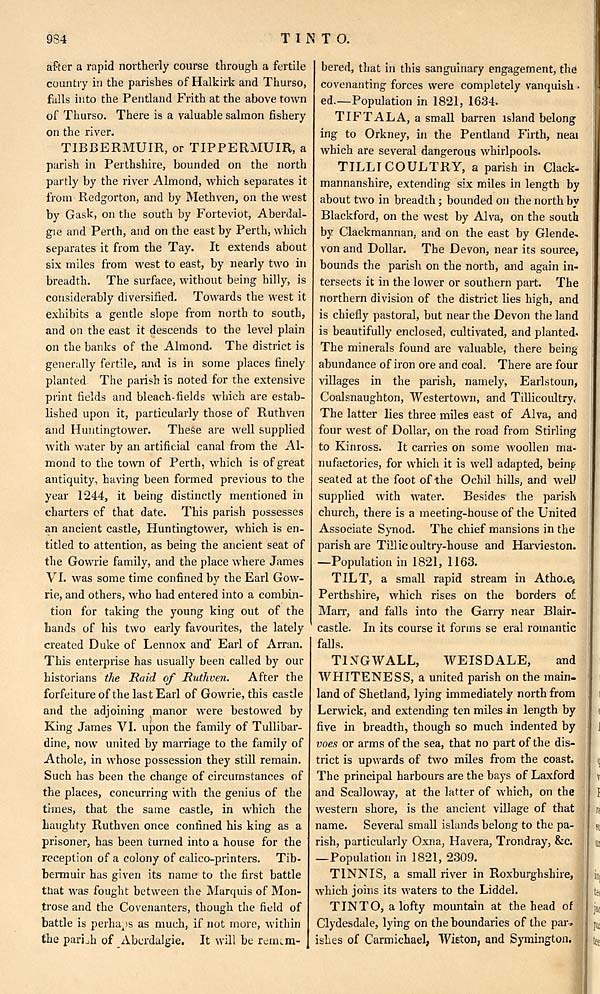 984
TINTO.
after a rapid northerly course through a fertile
country in the parishes of Halkirk and Thurso,
falls into the Pentland Frith at the above town
of Thurso. There is a valuable salmon fishery
on the river.
TIBBERMUIR, or TIPPERMUIR, a
parish in Perthshire, bounded on the north
partly by the river Almond, which separates it
from Redgorton, and by Methven, on the west
by Gask, on the south by Forteviot, Aberdal-
gie and Perth, and on the east by Perth, which
separates it from the Tay. It extends about
six miles from west to east, by nearly two in
breadth. The surface, without being hilly, is
considerably diversified. Towards the west it
exhibits a gentle slope from north to south,
and on the east it descends to the level plain
on the banks of the Almond. The district is
generally fertile, and is in some places finely
planted The parish is noted for the extensive
print fields and bleach-fields which are estab-
lished upon it, particularly those of Ruthven
and Huntingtower. These are well supplied
with water by an artificial canal from the Al-
mond to the town of Perth, which is of great
antiquity, having been formed previous to the
year 1244, it being distinctly mentioned in
charters of that date. This parish possesses
an ancient castle, Huntingtower, which is en-
titled to attention, as being the ancient seat of
the Gowrie family, and the place where James
VI. was some time confined by the Earl Gow-
rie, and others, who had entered into a combin-
tion for taking the young king out of the
hands of his two early favourites, the lately
created Duke of Lennox and Earl of Arran.
This enterprise has usually been called by our
historians the Raid of Ruthven. After the
forfeiture of the last Earl of Gowrie, this castle
and the adjoining manor were bestowed by
King James VI. upon the family of Tullibar-
dine, now united by marriage to the family of
Athole, in whose possession they still remain.
Such has been the change of circumstances of
the places, concurring with the genius of the
times, that the same castle, in which the
haughty Ruthven once confined his king as a
prisoner, has been turned into a house for the
reception of a colony of calico-printers. Tib-
bermuir has given its name to the first battle
that was fought between the Marquis of Mon-
trose and the Covenanters, though the field of
battle is perhaps as much, if not more, within
the parish of Aberdalgie. It will be remem-
bered, that in this sanguinary engagement, the
covenanting forces were completely vanquish-
ed.—Population in 1821, 1634.
TIFTALA, a small barren island belong
ing to Orkney, in the Pentland Firth, near
which are several dangerous whirlpools.
TILLICOULTRY, a parish in Clack-
mannanshire, extending six miles in length by
about two in breadth; bounded on the north by
Blackford, on the west by Alva, on the south
by Clackmannan, and on the east by Glende-
von and Dollar. The Devon, near its source,
bounds the parish on the north, and again in-
tersects it in the lower or southern part. The
northern division of the district lies high, and
is chiefly pastoral, but near the Devon the land
is beautifully enclosed, cultivated, and planted.
The minerals found are valuable, there being
abundance of iron ore and coal. There are four
villages in the parish, namely, Earlstoun,
Coalsnaughton, Westertown, and Tillicoultry.
The latter lies three miles east of Alva, and
four west of Dollar, on the road from Stirling
to Kinross. It carries on some woollen ma-
nufactories, for which it is well adapted, being
seated at the foot of the Ochil hills, and well
supplied with water. Besides the parish
church, there is a meeting-house of the United
Associate Synod. The chief mansions in the
parish are Tillicoultry-house and Harvieston.
—Population in 1821, 1163.
TILT, a small rapid stream in Athole,
Perthshire, which rises on the borders of
Marr, and falls into the Garry near Blair-
castle. In its course it forms se eral romantic
falls.
TINGWALL, WEISDALE, and
WHITENESS, a united parish on the main-
land of Shetland, lying immediately north from
Lerwick, and extending ten miles in length by
five in breadth, though so much indented by
voes or arms of the sea, that no part of the dis-
trict is upwards of two miles from the coast.
The principal harbours are the bays of Laxford
and Scalloway, at the latter of which, on the
western shore, is the ancient village of that
name. Several small islands belong to the pa-
rish, particularly Oxna, Havera, Trondray, &c.
—Population in 1821, 2309.
TINNIS, a small river in Roxburghshire,
which joins its waters to the Liddel.
TINTO, a lofty mountain at the head of
Clydesdale, lying on the boundaries of the par-
ishes of Carmichael, Wiston, and Symington.